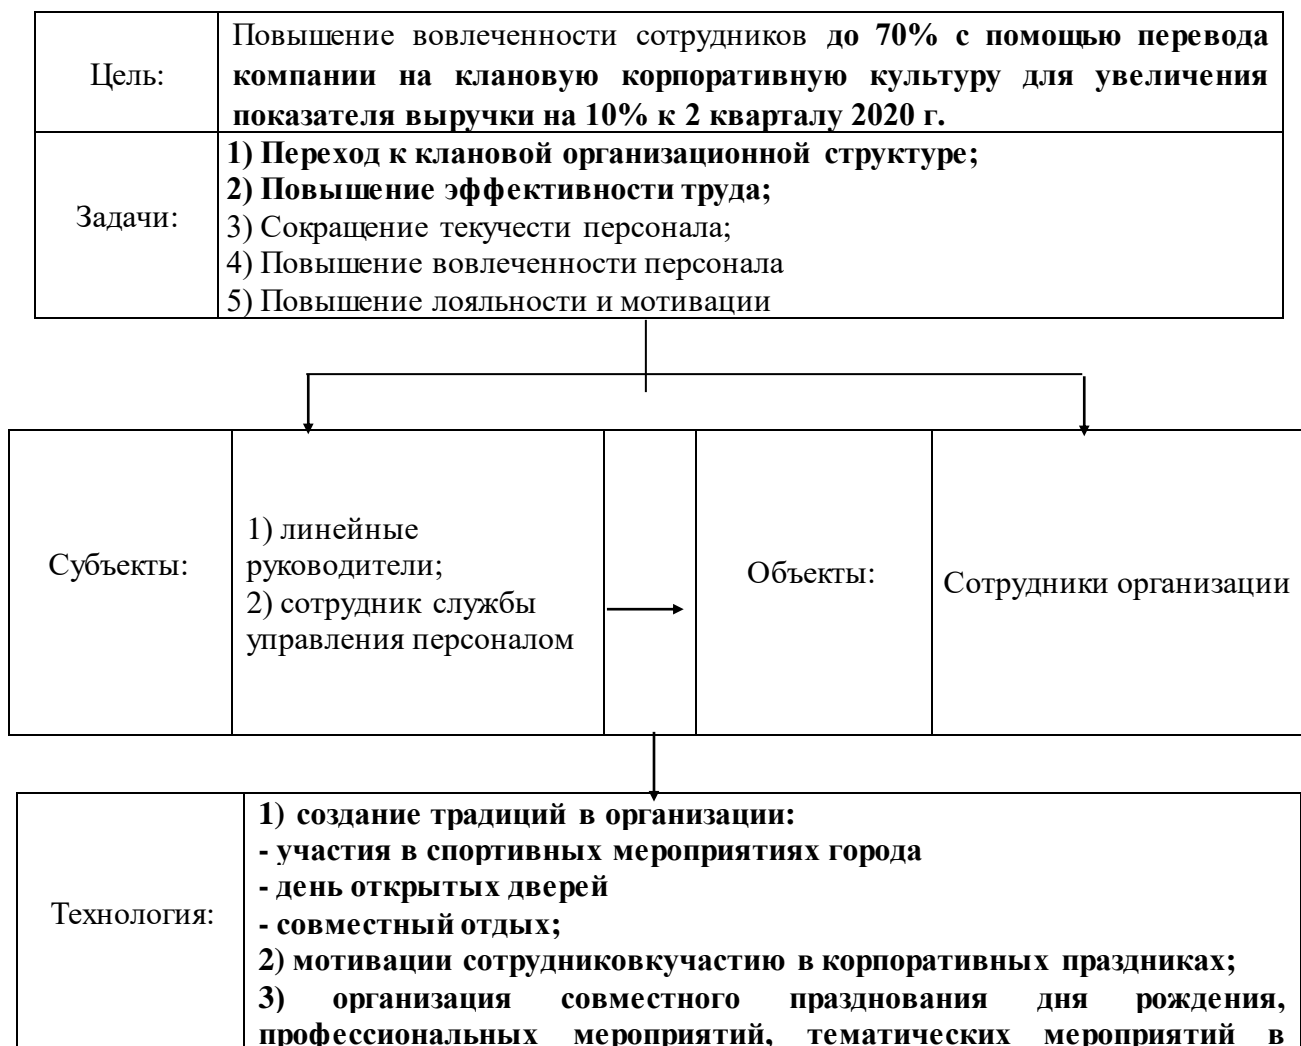 Цель:
Повышение вовлеченности сотрудников до 70% с помощью перевода
компании на клановую корпоративную культуру для увеличения
показателя выручки на 10% к 2 кварталу 2020 г.
Задачи:
1) Переход к клановой организационной структуре;
2) Повышение эффективности труда;
3) Сокращение текучести персонала;
4) Повышение вовлеченности персонала
5) Повышение лояльности и мотивации
Субъекты:
1) линейные
руководители;
2) сотрудник службы
управления персоналом
Объекты:
Сотрудники организации
Технология:
1) создание традиций в организации:
- участия в спортивных мероприятиях города
- день открытых дверей
- совместный отдых;
2) мотивации сотрудниковкучастию в корпоративных праздниках;
3) организация совместного празднования дня рождения,
профессиональных мероприятий, тематических мероприятий в